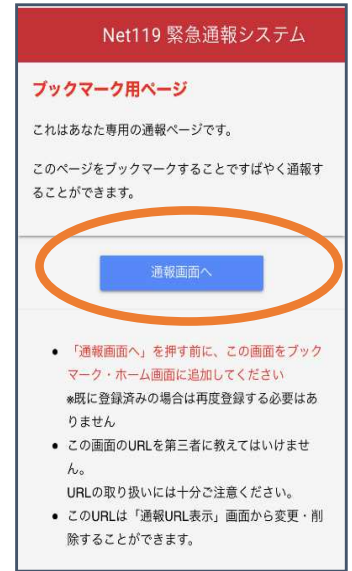 Net119 緊急通報システム
ブックマーク用ページ
これはあなた専用の通報ページです。
このページをブックマークすることですばやく通報す
ることができます。
通報画面へ
● 「通報画面へ」を押す前に、この画面をブック
マーク・ホーム画面に追加してください
※既に登録済みの場合は再度登録する必要はあ
りません
● この画面のURLを第三者に教えてはいけませ
ん。
URLの取り扱いには十分ご注意ください。
● このURLは「通報URL表示」画面から変更・削
除することができます。